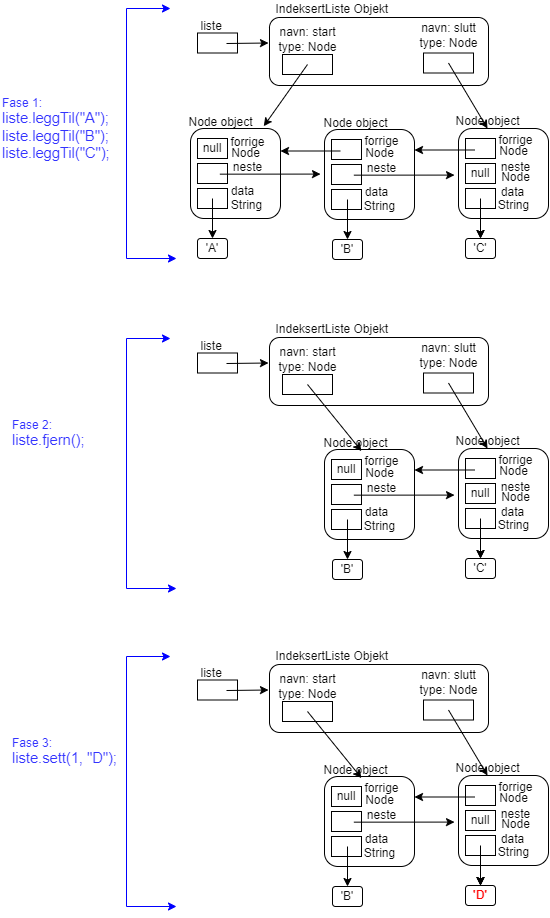 IndeksertListe Objekt
liste
navn: start
type: Node
navn: slutt
type: Node
Fase 1:
liste.leggTil("A");
liste.leggTil("B");
liste.leggTil("C");
Node object
null
forrige
Node
neste
data
String
'A'
Node object
forrige
Node
neste
data
String
'B'
Node object
forrige
Node
null
neste
Node
data
String
'C'
IndeksertListe Objekt
liste
navn: start
type: Node
navn: slutt
type: Node
Fase 2:
liste.fjern();
Node object
null
forrige
Node
neste
data
String
'B'
Node object
forrige
Node
null
neste
Node
data
String
'C'
IndeksertListe Objekt
liste
navn: start
type: Node
navn: slutt
type: Node
Fase 3:
liste.sett(1, "D");
Node object
null
forrige
Node
neste
data
String
'B'
Node object
forrige
Node
null
neste
Node
data
String
'D'